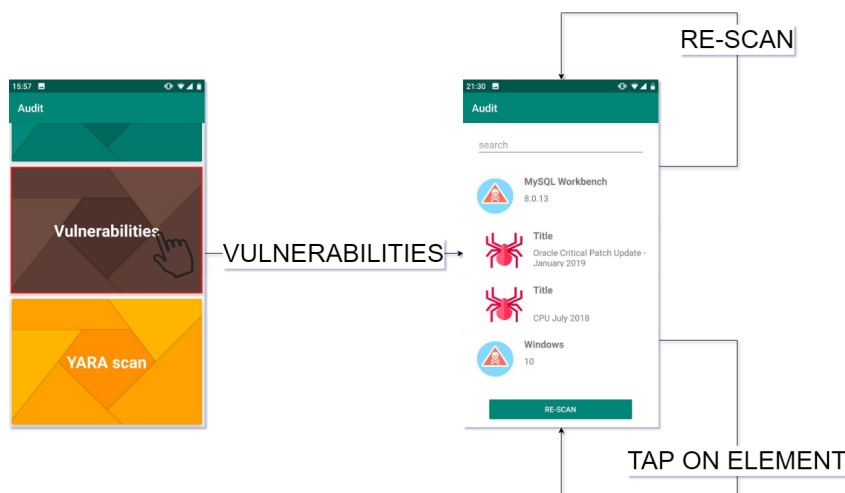 RE-SCAN
15:57
Audit
Vulnerabilities
YARA scan
VULNERABILITIES
21:30
Audit
search
MySQL Workbench
8.0.13
Title
Oracle Critical Patch Update -
January 2019
Title
CPU July 2018
Windows
10
RE-SCAN
TAP ON ELEMENT